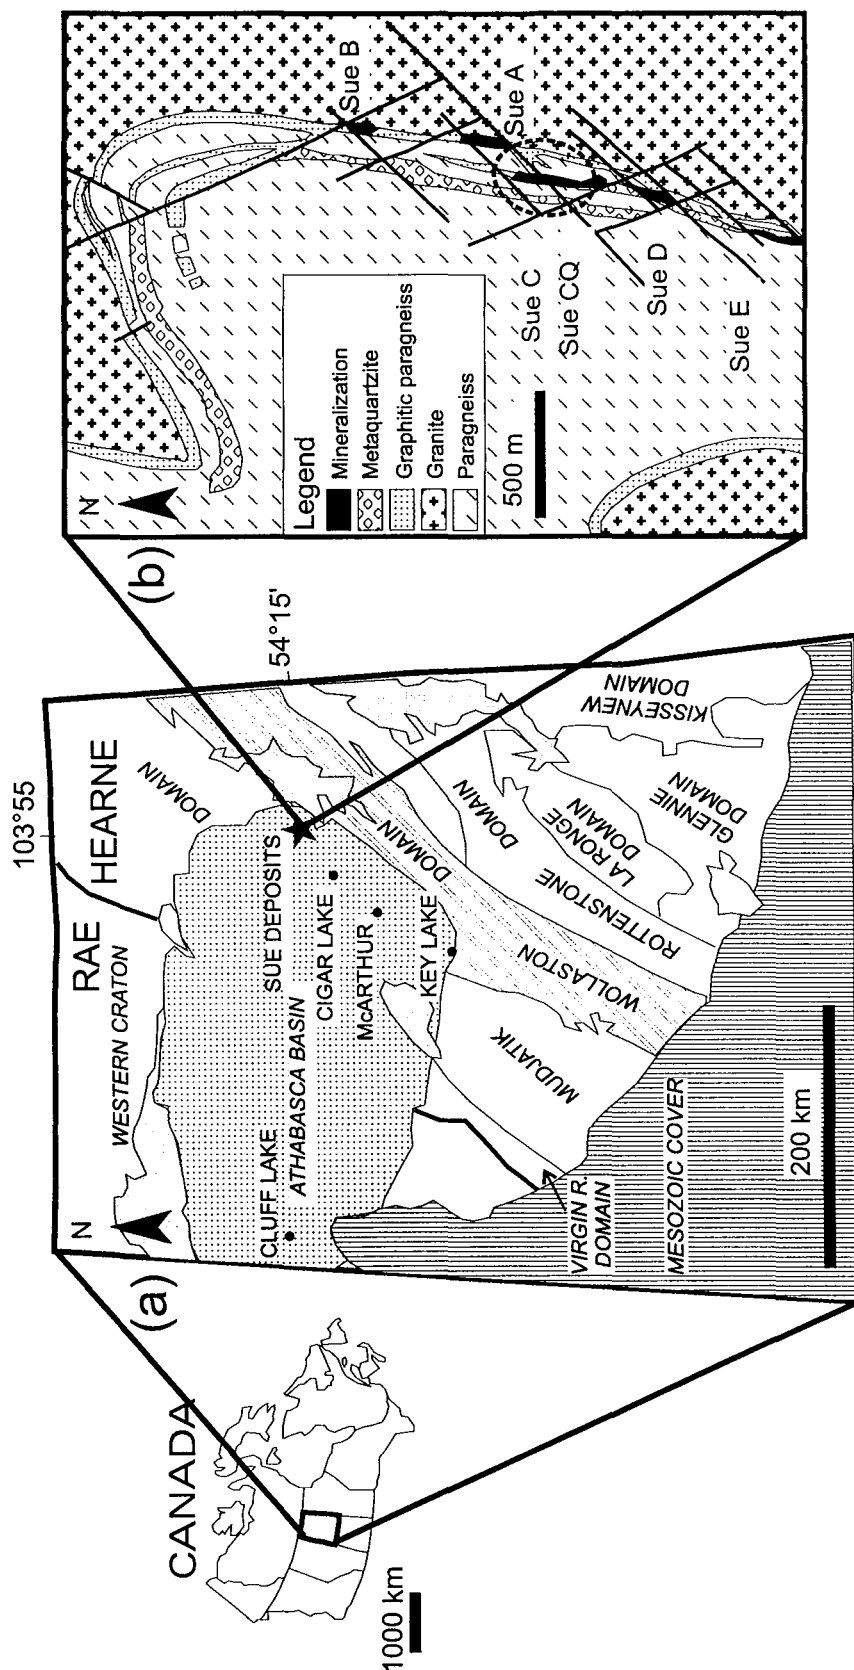 CANADA
1000 km
(a)
N
103°55
54°15'
RAE
HEARNE
WESTERN CRATON
DOMAIN
CLUFF LAKE
ATHABASCA BASIN
SUE DEPOSITS
CIGAR LAKE
McARTHUR
KEY LAKE
MUDJATIK
WOLLASTON
DOMAIN
ROTTENSTONE
DOMAIN
LA RONGE
DOMAIN
GLENNIE
DOMAIN
KISSEYNEW
DOMAIN
VIRGIN R.
DOMAIN
MESOZOIC COVER
200 km
(b)
N
Legend
Mineralization
Metaquartzite
Graphitic paragneiss
Granite
Paragneiss
500 m
Sue B
Sue A
Sue C
Sue CQ
Sue D
Sue E